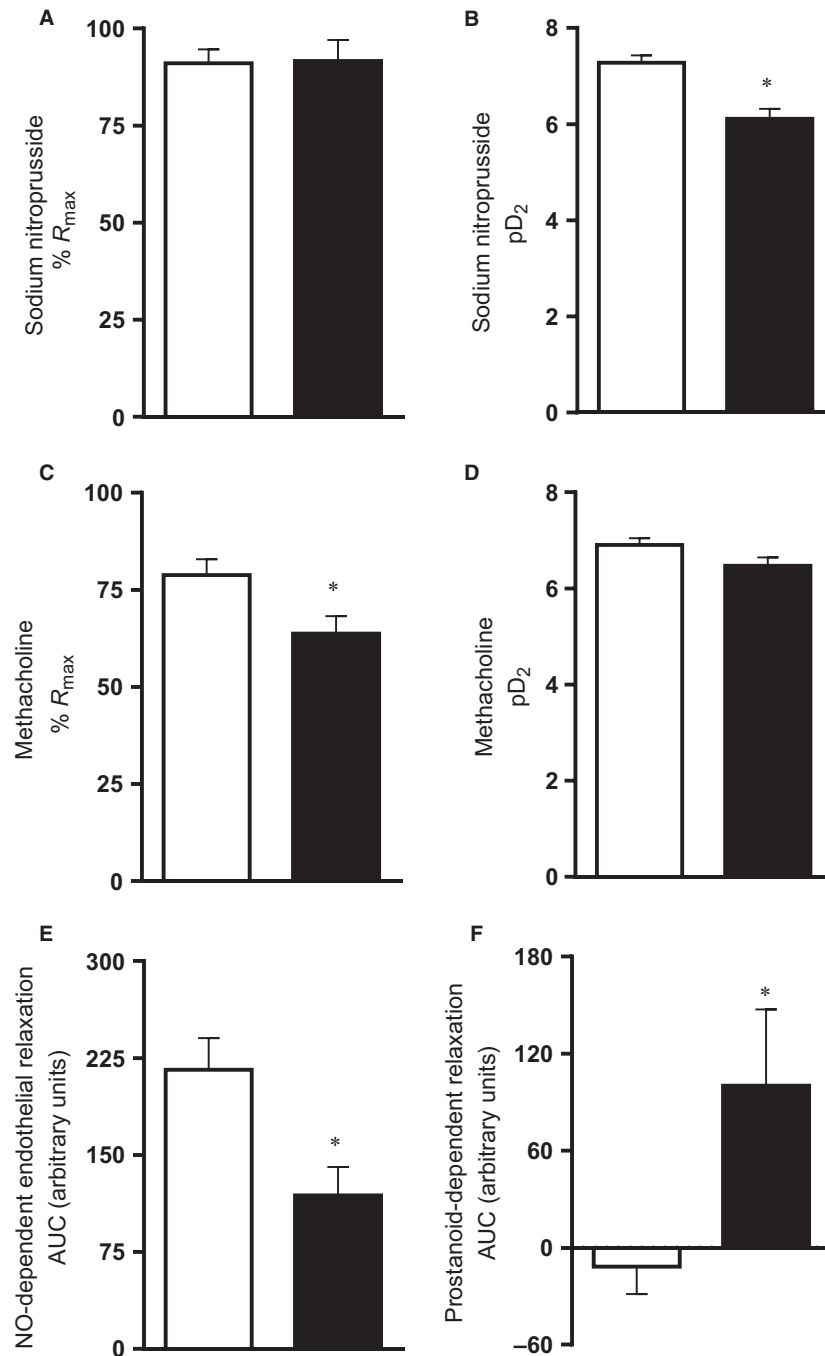 A
Sodium nitroprusside
% Rmax
100
75
50
25
0
B
Sodium nitroprusside
pD2
8
6
4
2
0
*
C
Methacholine
% Rmax
100
75
50
25
0
*
D
Methacholine
pD2
8
6
4
2
0
E
NO-dependent endothelial relaxation
AUC (arbitrary units)
300
225
150
75
0
*
F
Prostanoid-dependent relaxation
AUC (arbitrary units)
180
120
60
0
–60
*